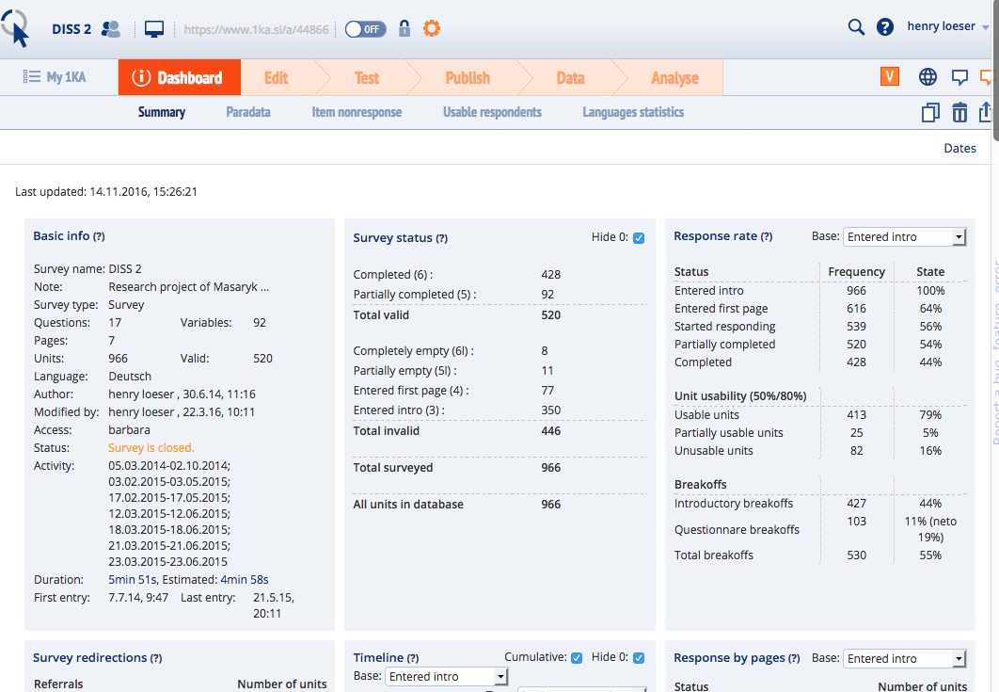 DISS 2 https://www.1ka.si/a/44866 OFF henry loeser
My 1KA Dashboard Edit Test Publish Data Analyse V
Summary Paradata Item nonresponse Usable respondents Languages statistics
Dates
Last updated: 14.11.2016, 15:26:21
Basic info (?)
Survey name: DISS 2
Note: Research project of Masaryk ...
Survey type: Survey
Questions: 17 Variables: 92
Pages: 7
Units: 966 Valid: 520
Language: Deutsch
Author: henry loeser , 30.6.14, 11:16
Modified by: henry loeser , 22.3.16, 10:11
Access: barbara
Status: Survey is closed.
Activity: 05.03.2014-02.10.2014;
03.02.2015-03.05.2015;
17.02.2015-17.05.2015;
12.03.2015-12.06.2015;
18.03.2015-18.06.2015;
21.03.2015-21.06.2015;
23.03.2015-23.06.2015
Duration: 5min 51s, Estimated: 4min 58s
First entry: 7.7.14, 9:47 Last entry: 21.5.15,
20:11
Survey status (?) Hide 0:
Completed (6) : 428
Partially completed (5) : 92
Total valid 520
Completely empty (6l) : 8
Partially empty (5l) : 11
Entered first page (4) : 77
Entered intro (3) : 350
Total invalid 446
Total surveyed 966
All units in database 966
Response rate (?) Base: Entered intro
Status Frequency State
Entered intro 966 100%
Entered first page 616 64%
Started responding 539 56%
Partially completed 520 54%
Completed 428 44%
Unit usability (50%/80%)
Usable units 413 79%
Partially usable units 25 5%
Unusable units 82 16%
Breakoffs
Introductory breakoffs 427 44%
Questionnare breakoffs 103 11% (neto
19%)
Total breakoffs 530 55%
Survey redirections (?)
Referrals Number of units
Timeline (?) Cumulative: Hide 0:
Base: Entered intro
Response by pages (?) Base: Entered intro
Status Number of units
Report a bug, feature, error